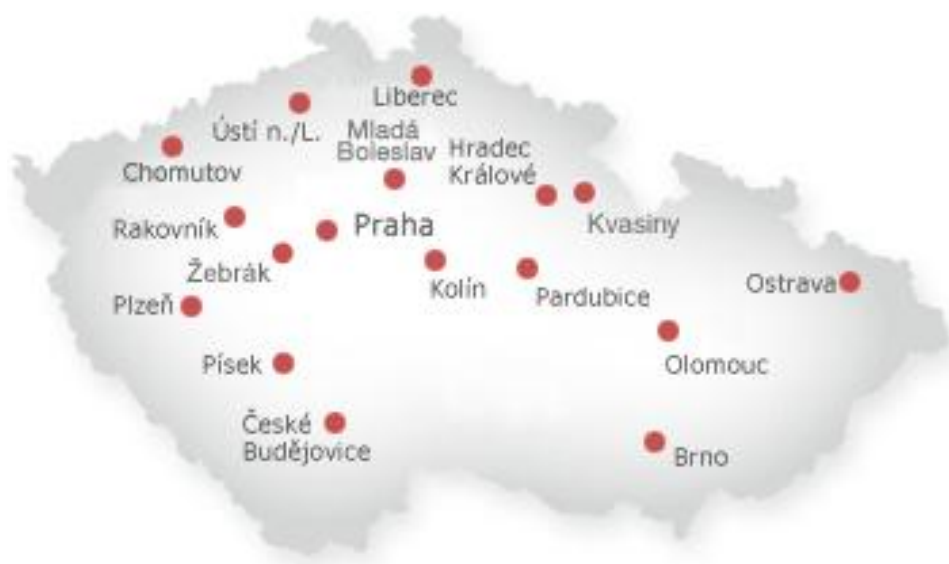 Liberec
Ústí n./L.
Mladá
Boleslav
Hradec
Králové
Chomutov
Rakovník
Praha
Kvasiny
Žebrák
Kolín
Ostrava
Plzeň
Pardubice
Písek
Olomouc
České
Budějovice
Brno